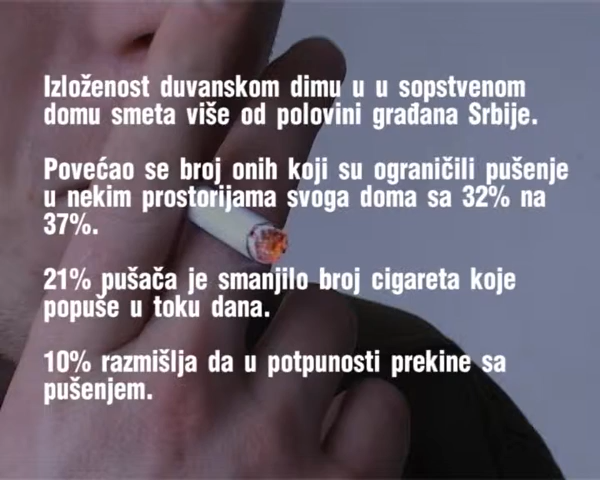 Izloženost duvanskom dimu u u sopstvenom
domu smeta više od polovini građana Srbije.
Povećao se broj onih koji su ograničili pušenje
u nekim prostorijama svoga doma sa 32% na
37%.
21% pušača je smanjilo broj cigareta koje
popuše u toku dana.
10% razmišlja da u potpunosti prekine sa
pušenjem.